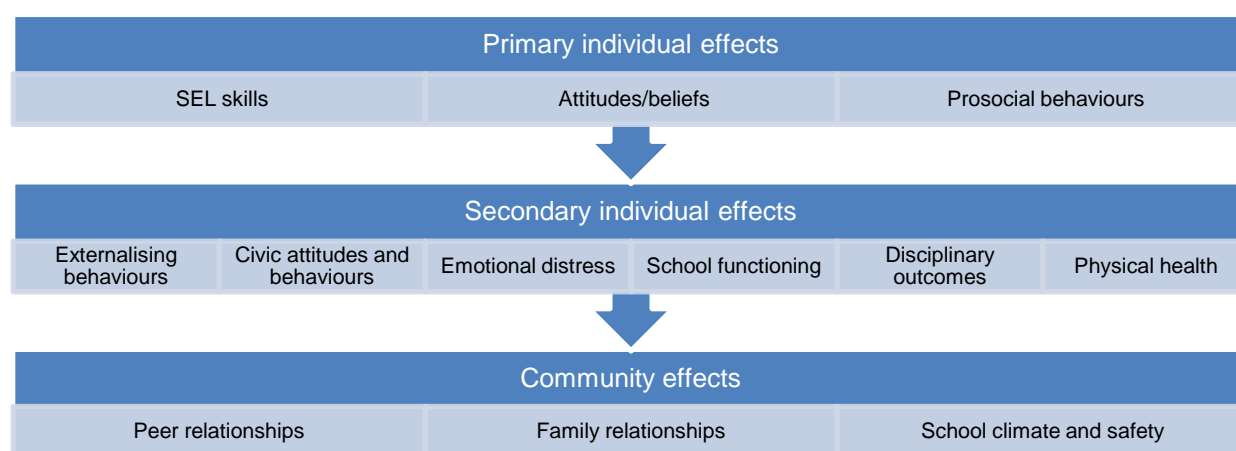 Primary individual effects
SEL skills
Attitudes/beliefs
Prosocial behaviours
Secondary individual effects
Externalising
behaviours
Civic attitudes and
behaviours
Emotional distress
School functioning
Disciplinary
outcomes
Physical health
Community effects
Peer relationships
Family relationships
School climate and safety